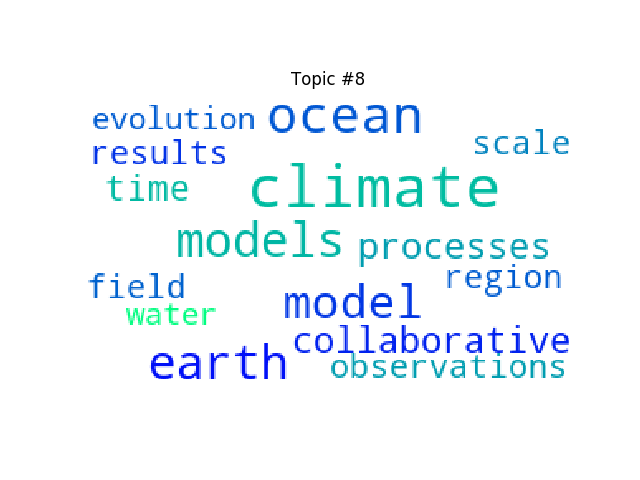 Topic #8
evolution ocean
results scale
time climate
models processes
field region
water model
collaborative
earth observations